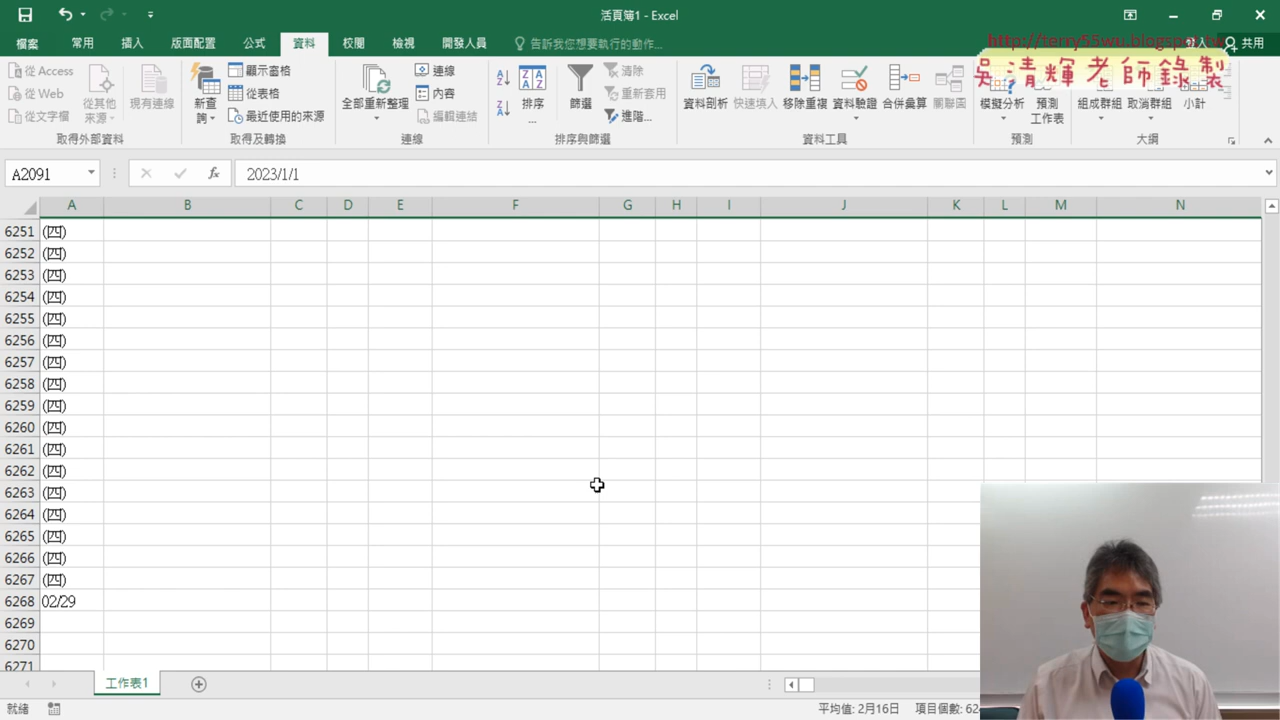 活頁簿1 - Excel
檔案 常用 插入 版面配置 公式 資料 校閱 檢視 開發人員 告訴我您想要執行的動作... 登入 共用
http://terry55wu.blogspot.tw
吳清輝老師錄製
從 Access
從 Web
從文字檔
從其他來源
現有連線
取得外部資料
新查詢
顯示窗格
從表格
最近使用的來源
取得及轉換
全部重新整理
連線
內容
編輯連結
連線
排序...
篩選
清除
重新套用
進階...
排序與篩選
資料剖析 快速填入 移除重複 資料驗證 合併彙算 關聯圖
資料工具
模擬分析 預測工作表
預測
組成群組 取消群組 小計
大綱
A2091 fx 2023/1/1
A B C D E F G H I J K L M N
6251 (四)
6252 (四)
6253 (四)
6254 (四)
6255 (四)
6256 (四)
6257 (四)
6258 (四)
6259 (四)
6260 (四)
6261 (四)
6262 (四)
6263 (四)
6264 (四)
6265 (四)
6266 (四)
6267 (四)
6268 02/29
6269
6270
6271
工作表1
就緒 平均值: 2月16日 項目個數: 62